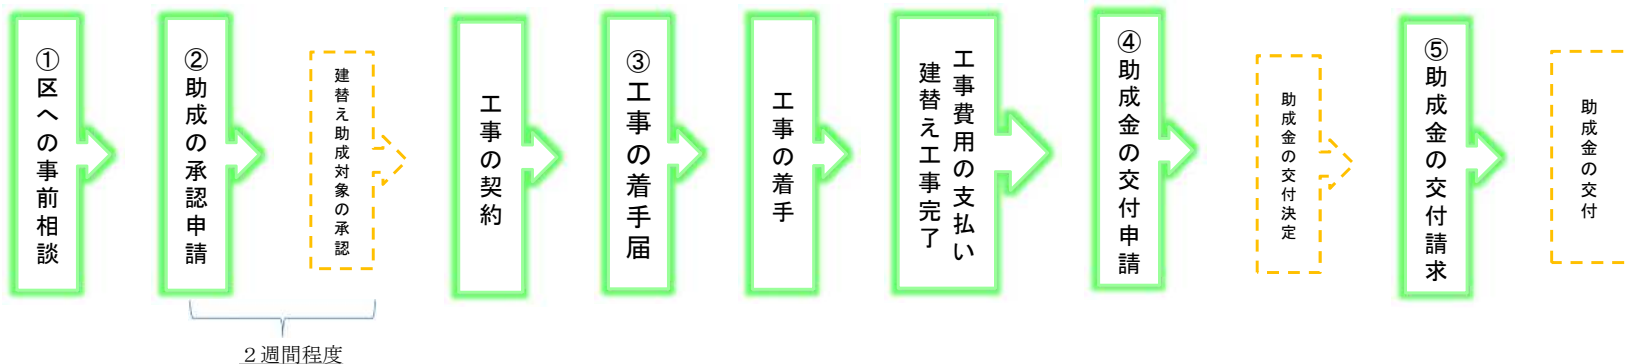 ①区への事前相談
②助成の承認申請
建替え助成対象の承認
工事の契約
③工事の着手届
工事の着手
工事費用の支払い
建替え工事完了
④助成金の交付申請
助成金の交付決定
⑤助成金の交付請求
助成金の交付
２週間程度